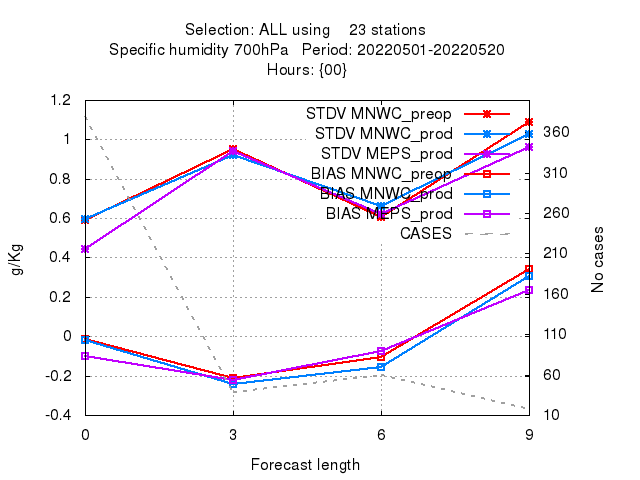 Selection: ALL using    23 stations
Specific humidity 700hPa   Period: 20220501-20220520
Hours: {00}
1.2
1
0.8
0.6
0.4
0.2
0
-0.2
-0.4
g/Kg
STDV MNWC_preop
STDV MNWC_prod
STDV MEPS_prod
BIAS MNWC_preop
BIAS MNWC_prod
BIAS MEPS_prod
CASES
360
310
260
210
160
110
60
10
No cases
0
3
6
9
Forecast length